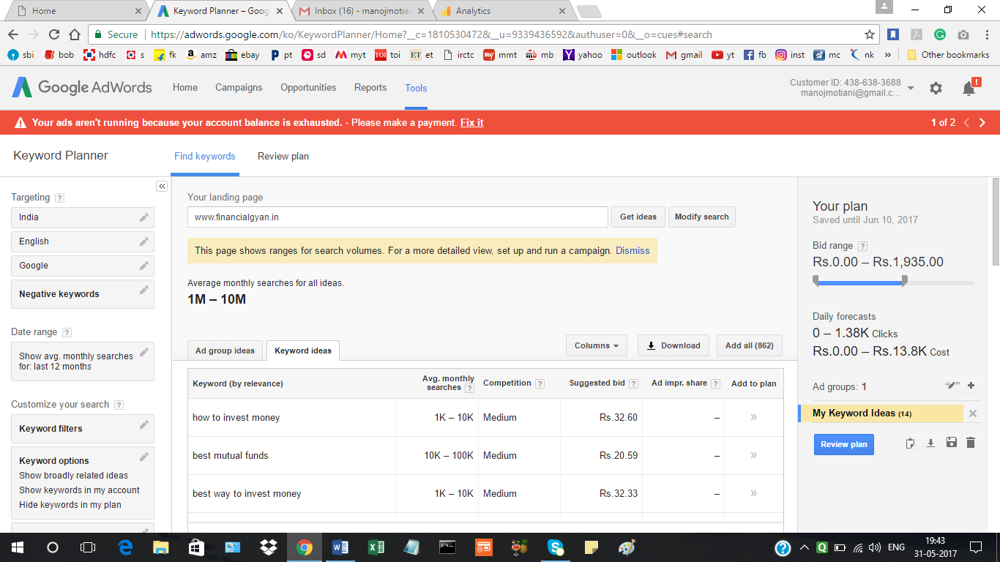 Home
Keyword Planner – Goog
Inbox (16) - manojmotian
Analytics
Secure
https://adwords.google.com/ko/KeywordPlanner/Home?__c=1810530472&__u=9339436592&authuser=0&__o=cues#search
sbi bob hdfc s fk amz ebay pt sd myt toi et irctc mmt mb yahoo outlook gmail yt fb inst mc nk » Other bookmarks
Google AdWords
Home Campaigns Opportunities Reports Tools
Customer ID: 438-638-3688
manojmotiani@gmail.c...
Your ads aren't running because your account balance is exhausted. - Please make a payment. Fix it
1 of 2
Keyword Planner
Find keywords
Review plan
Targeting ?
India
English
Google
Negative keywords
Date range ?
Show avg. monthly searches
for: last 12 months
Customize your search ?
Keyword filters
Keyword options
Show broadly related ideas
Show keywords in my account
Hide keywords in my plan
Your landing page
www.financialgyan.in
Get ideas
Modify search
This page shows ranges for search volumes. For a more detailed view, set up and run a campaign. Dismiss
Average monthly searches for all ideas.
1M – 10M
Ad group ideas
Keyword ideas
Columns
Download
Add all (862)
Keyword (by relevance)
Avg. monthly
searches ?
Competition ?
Suggested bid ?
Ad impr. share ?
Add to plan
how to invest money 1K – 10K Medium Rs.32.60 – »
best mutual funds 10K – 100K Medium Rs.20.59 – »
best way to invest money 1K – 10K Medium Rs.32.33 – »
Your plan
Saved until Jun 10, 2017
Bid range ?
Rs.0.00 – Rs.1,935.00
Daily forecasts
0 – 1.38K Clicks
Rs.0.00 – Rs.13.8K Cost
Ad groups: 1
My Keyword Ideas (14)
Review plan
ENG
19:43
31-05-2017